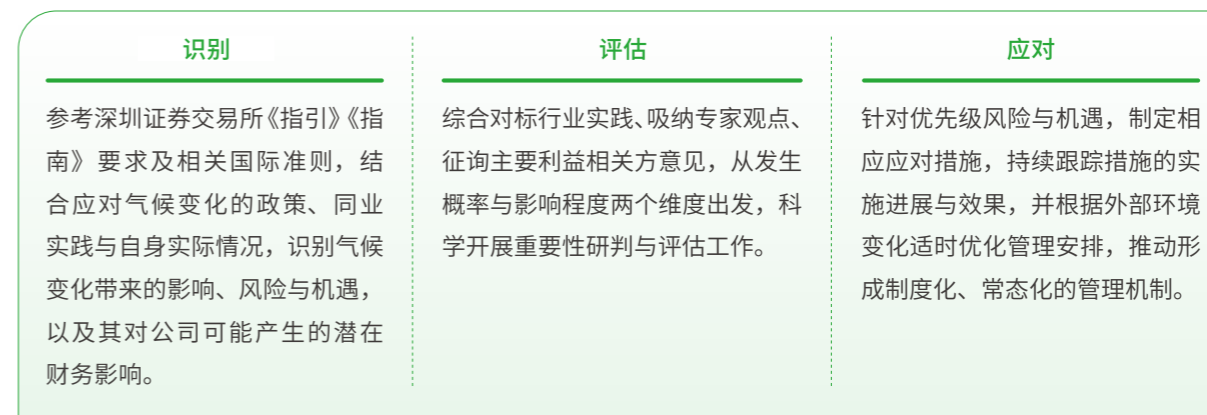 识别
参考深圳证券交易所《指引》《指
南》要求及相关国际准则，结
合应对气候变化的政策、同业
实践与自身实际情况，识别气候
变化带来的影响、风险与机遇，
以及其对公司可能产生的潜在
财务影响。
评估
综合对标行业实践、吸纳专家观点、
征询主要利益相关方意见，从发生
概率与影响程度两个维度出发，科
学开展重要性研判与评估工作。
应对
针对优先级风险与机遇，制定相
应应对措施，持续跟踪措施的实
施进展与效果，并根据外部环境
变化适时优化管理安排，推动形
成制度化、常态化的管理机制。